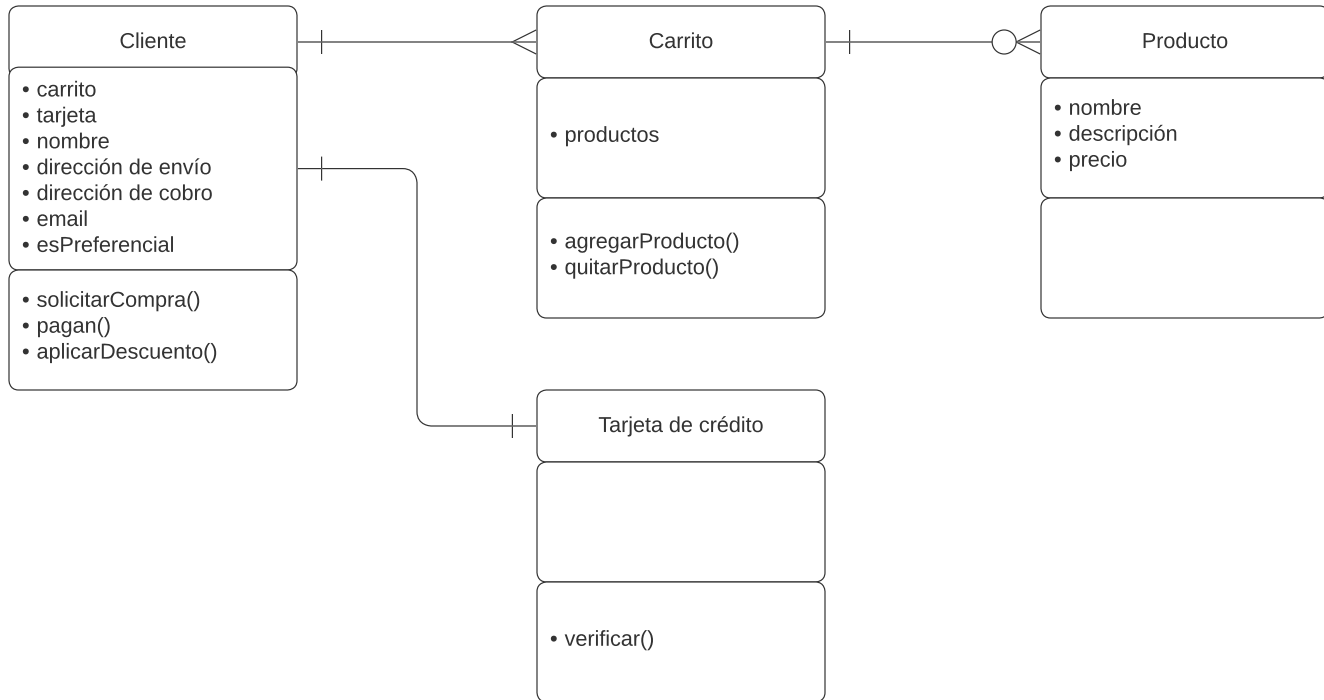 Cliente
• carrito
• tarjeta
• nombre
• dirección de envío
• dirección de cobro
• email
• esPreferencial
• solicitarCompra()
• pagan()
• aplicarDescuento()
Carrito
• productos
• agregarProducto()
• quitarProducto()
Producto
• nombre
• descripción
• precio
Tarjeta de crédito
• verificar()